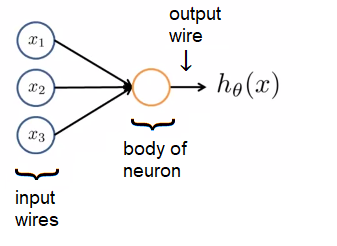 output
wire
x₁
x₂
x₃
hθ(x)
body of
neuron
input
wires